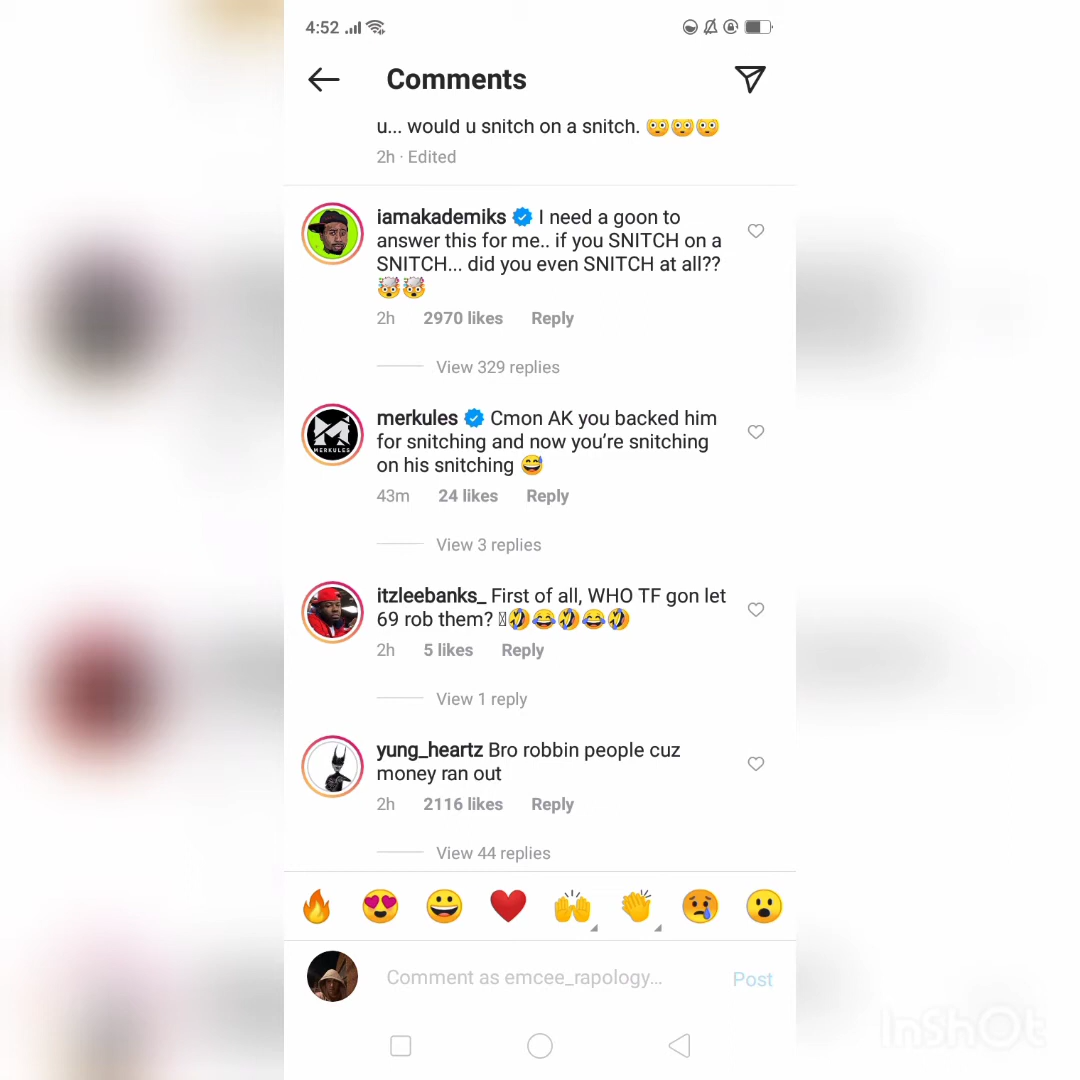 4:52
Comments
u... would u snitch on a snitch. 😳😳😳
2h · Edited
iamakademiks I need a goon to
answer this for me.. if you SNITCH on a
SNITCH... did you even SNITCH at all??
🤯🤯
2h 2970 likes Reply
View 329 replies
merkules Cmon AK you backed him
for snitching and now you’re snitching
on his snitching 😅
43m 24 likes Reply
View 3 replies
itzleebanks_ First of all, WHO TF gon let
69 rob them? 🤣😂🤣😂🤣
2h 5 likes Reply
View 1 reply
yung_heartz Bro robbin people cuz
money ran out
2h 2116 likes Reply
View 44 replies
Comment as emcee_rapology... Post
InShOt